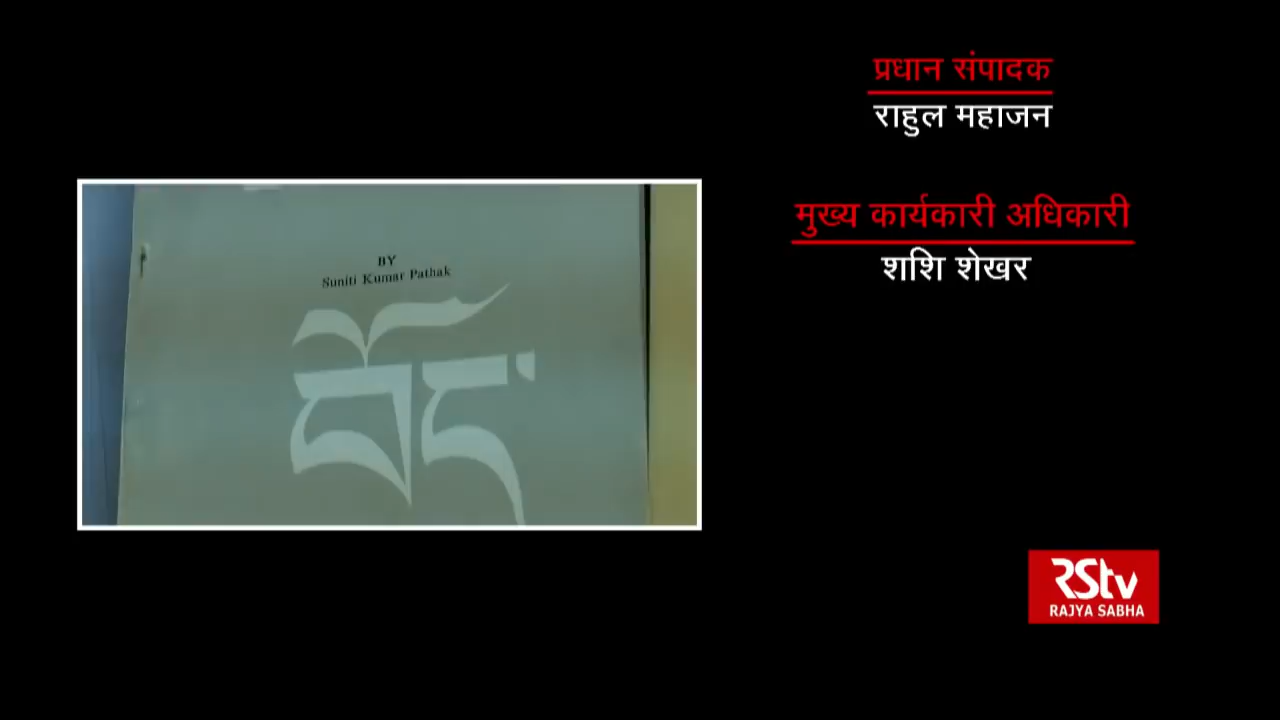 प्रधान संपादक
राहुल महाजन
मुख्य कार्यकारी अधिकारी
शशि शेखर
BY
Suniti Kumar Pathak
བོད་
RStv
RAJYA SABHA